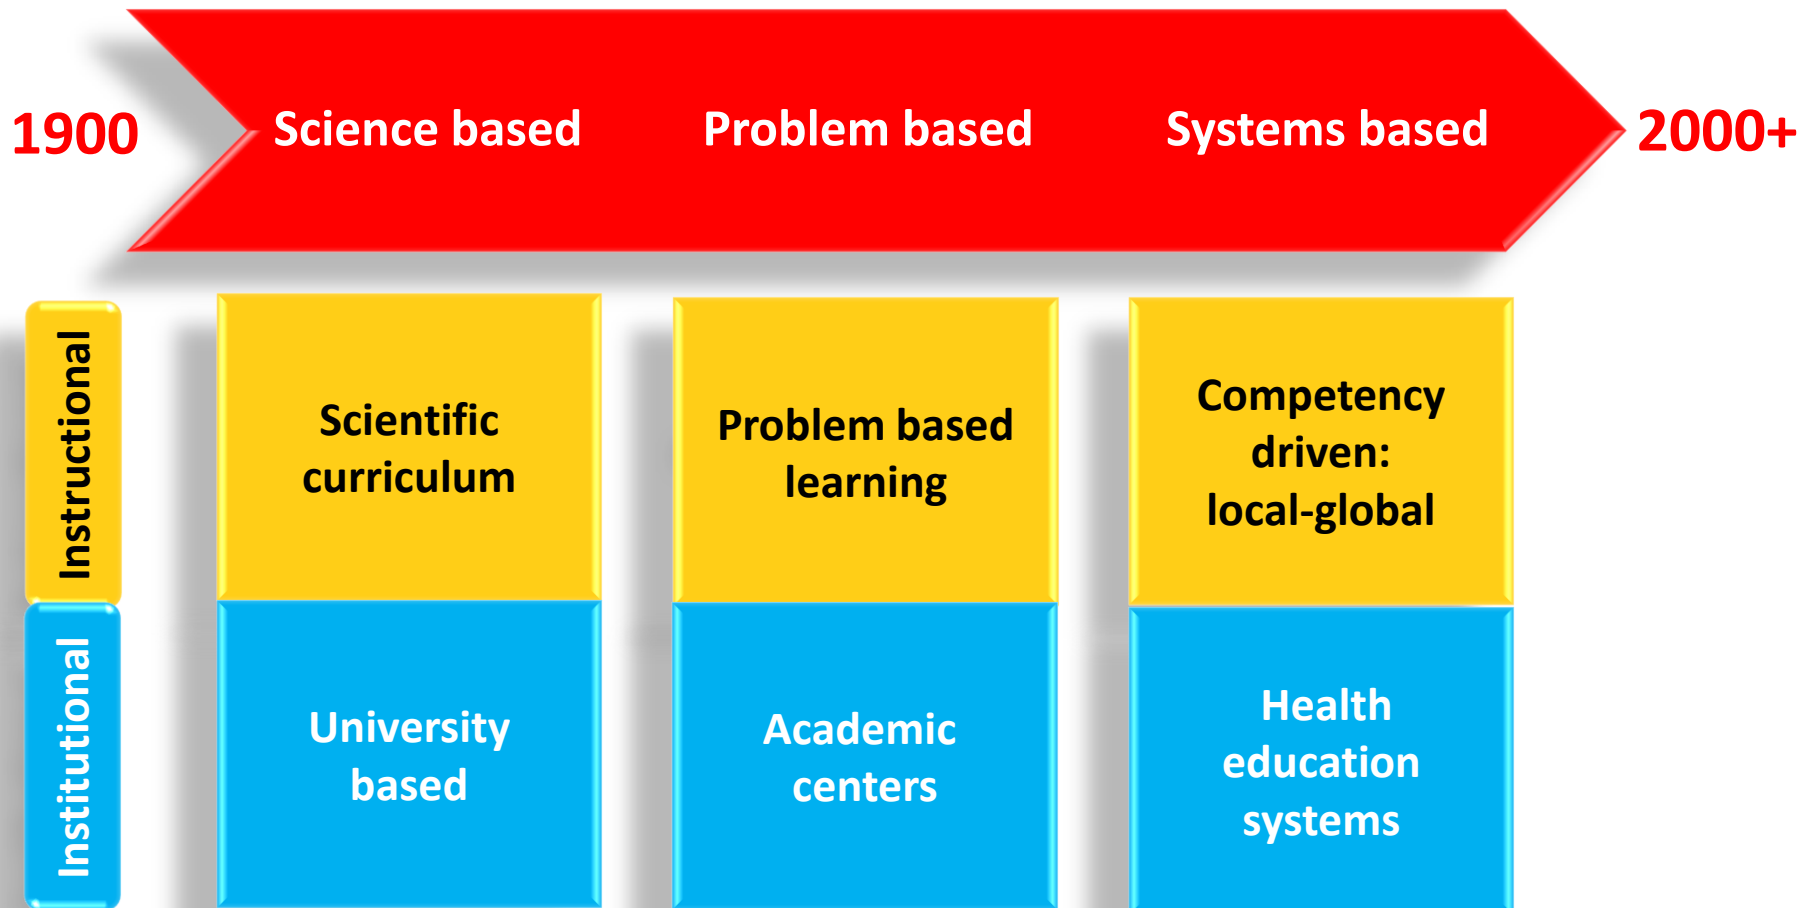 1900
Science based
Problem based
Systems based
2000+
Instructional
Scientific
curriculum
Problem based
learning
Competency
driven:
local-global
Institutional
University
based
Academic
centers
Health
education
systems